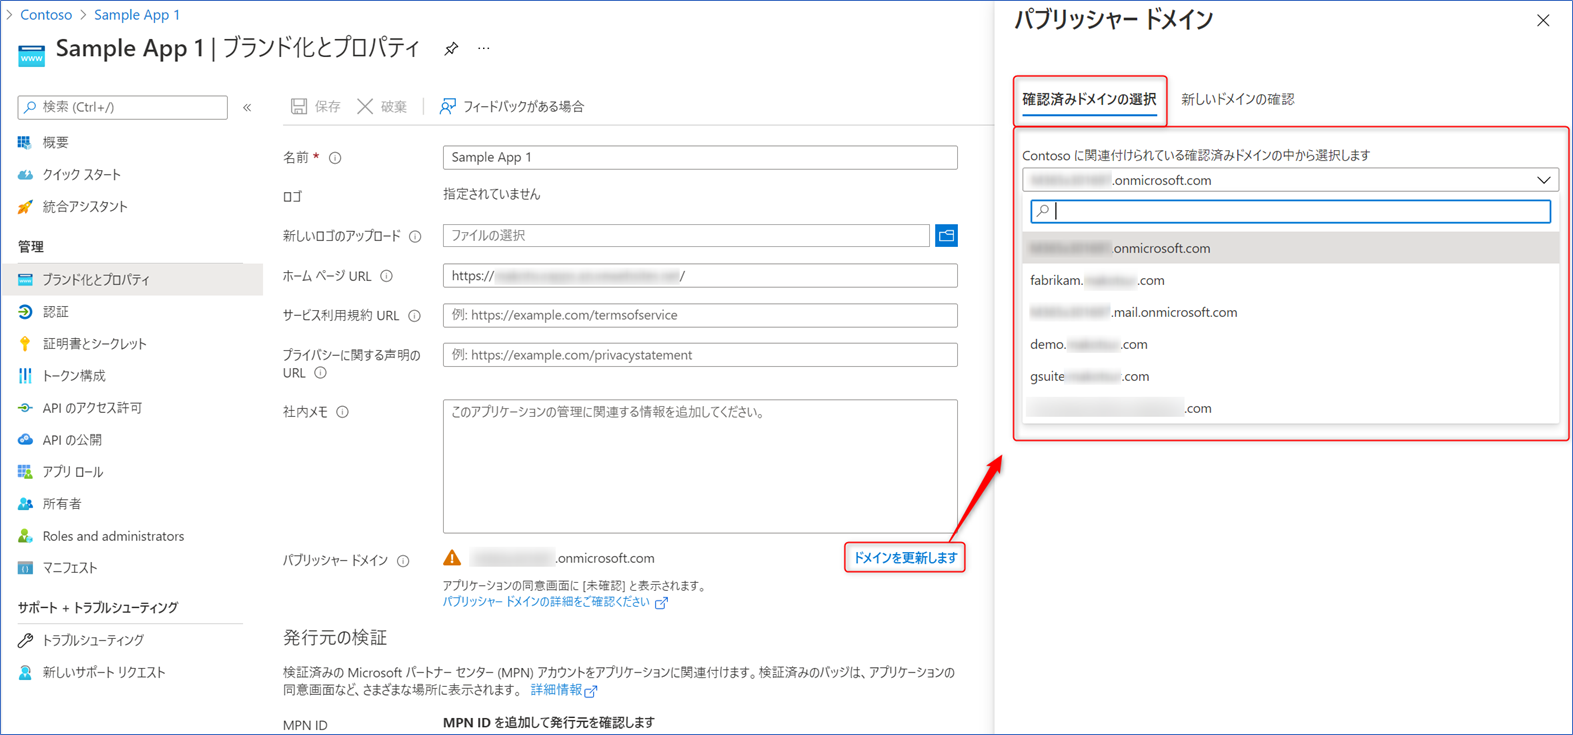 Contoso > Sample App 1
Sample App 1 | ブランド化とプロパティ
検索 (Ctrl+/)
概要
クイック スタート
統合アシスタント
管理
ブランド化とプロパティ
認証
証明書とシークレット
トークン構成
API のアクセス許可
API の公開
アプリ ロール
所有者
Roles and administrators
マニフェスト
サポート + トラブルシューティング
トラブルシューティング
新しいサポート リクエスト
保存 破棄 フィードバックがある場合
名前 * Sample App 1
ロゴ 指定されていません
新しいロゴのアップロード ファイルの選択
ホーム ページ URL https:// /
サービス利用規約 URL 例: https://example.com/termsofservice
プライバシーに関する声明の
URL
例: https://example.com/privacystatement
社内メモ このアプリケーションの管理に関連する情報を追加してください。
パブリッシャー ドメイン .onmicrosoft.com ドメインを更新します
アプリケーションの同意画面に [未確認] と表示されます。
パブリッシャー ドメインの詳細をご確認ください
発行元の検証
検証済みの Microsoft パートナー センター (MPN) アカウントをアプリケーションに関連付けます。検証済みのバッジは、アプリケーションの
同意画面など、さまざまな場所に表示されます。 詳細情報
MPN ID MPN ID を追加して発行元を確認します
パブリッシャー ドメイン
確認済みドメインの選択 新しいドメインの確認
Contoso に関連付けられている確認済みドメインの中から選択します
.onmicrosoft.com
.onmicrosoft.com
fabrikam. .com
.mail.onmicrosoft.com
demo. .com
gsuite .com
.com